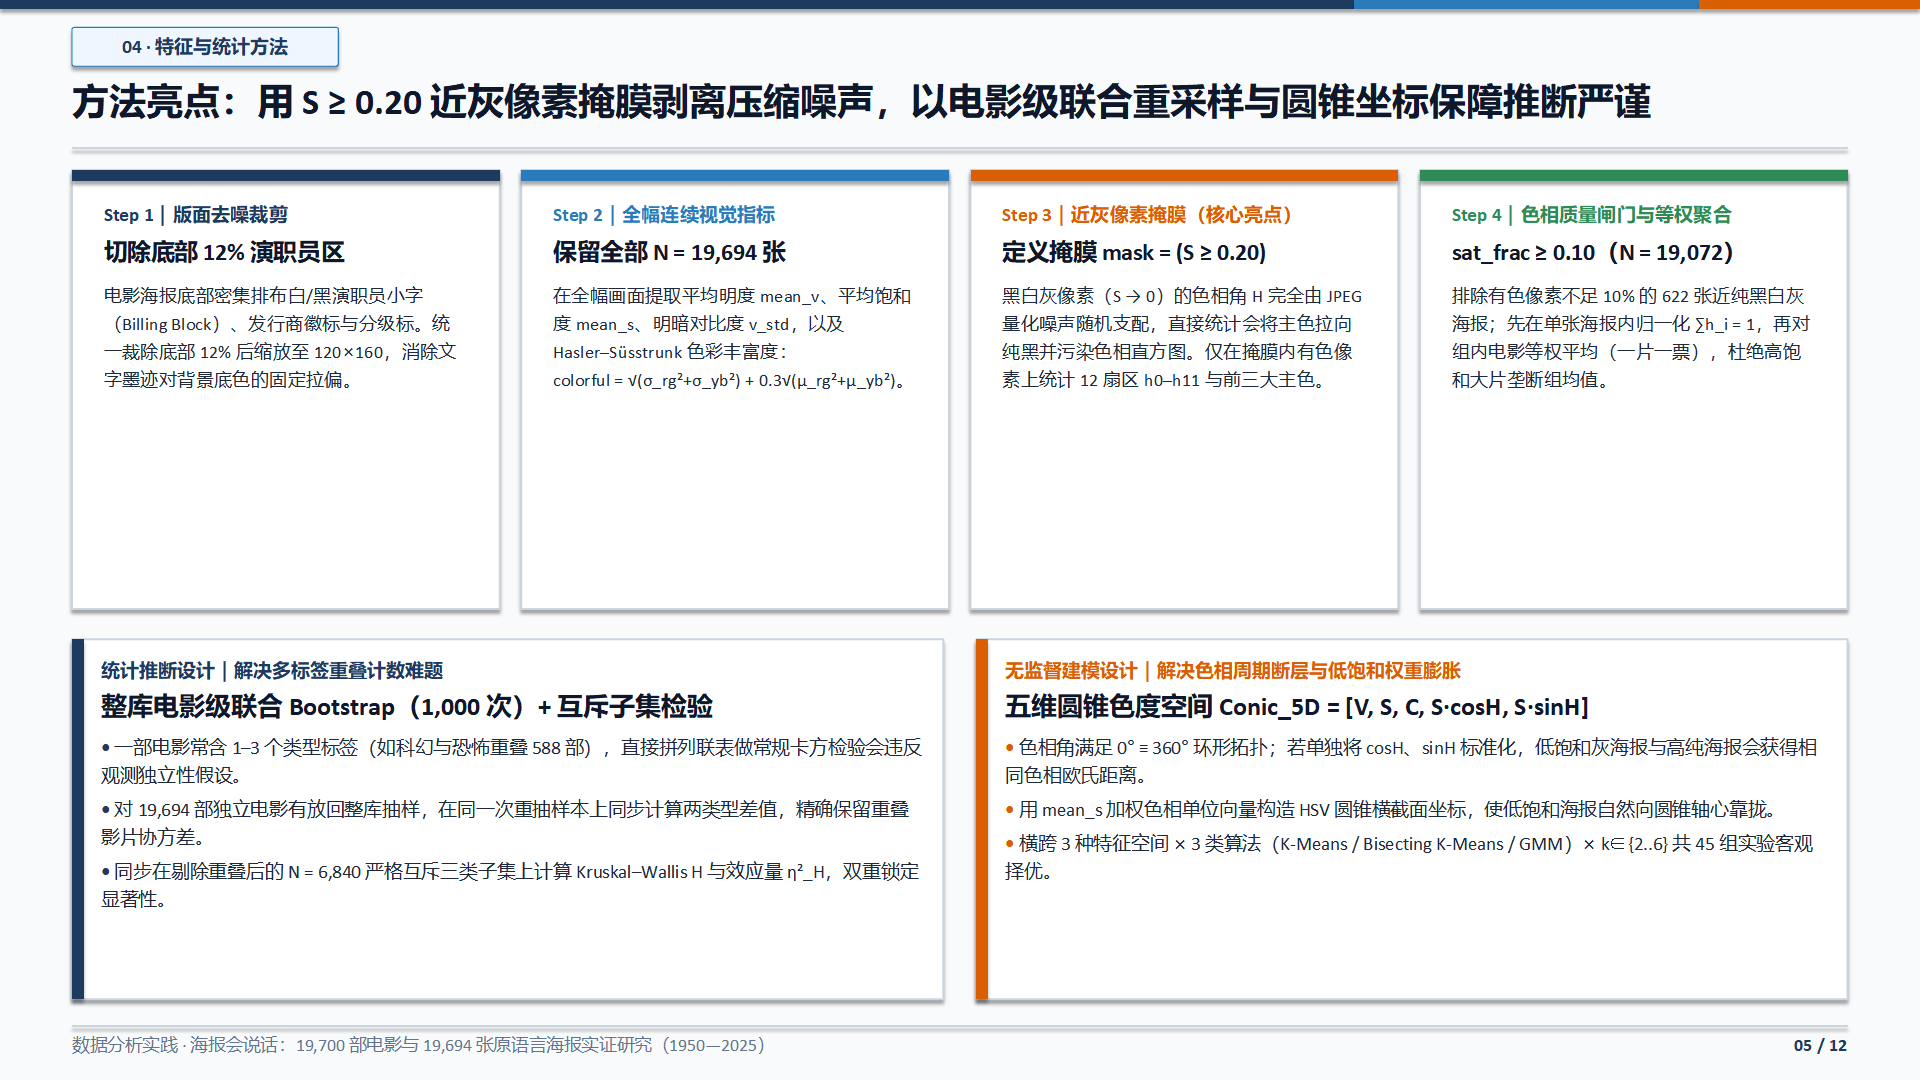 04 · 特征与统计方法
方法亮点：用 S ≥ 0.20 近灰像素掩膜剥离压缩噪声，以电影级联合重采样与圆锥坐标保障推断严谨
Step 1｜版面去噪裁剪
切除底部 12% 演职员区
电影海报底部密集排布白/黑演职员小字
（Billing Block）、发行商徽标与分级标。统
一裁除底部 12% 后缩放至 120×160，消除文
字墨迹对背景底色的固定拉偏。
Step 2｜全幅连续视觉指标
保留全部 N = 19,694 张
在全幅画面提取平均明度 mean_v、平均饱和
度 mean_s、明暗对比度 v_std，以及
Hasler–Süsstrunk 色彩丰富度：
colorful = √(σ_rg²+σ_yb²) + 0.3√(μ_rg²+μ_yb²)。
Step 3｜近灰像素掩膜（核心亮点）
定义掩膜 mask = (S ≥ 0.20)
黑白灰像素（S → 0）的色相角 H 完全由 JPEG
量化噪声随机支配，直接统计会将主色拉向
纯黑并污染色相直方图。仅在掩膜内有色像
素上统计 12 扇区 h0–h11 与前三大主色。
Step 4｜色相质量闸门与等权聚合
sat_frac ≥ 0.10（N = 19,072）
排除有色像素不足 10% 的 622 张近纯黑白灰
海报；先在单张海报内归一化 ∑h_i = 1，再对
组内电影等权平均（一片一票），杜绝高饱
和大片垄断组均值。
统计推断设计｜解决多标签重叠计数难题
整库电影级联合 Bootstrap（1,000 次）+ 互斥子集检验
• 一部电影常含 1–3 个类型标签（如科幻与恐怖重叠 588 部），直接拼列联表做常规卡方检验会违反
观测独立性假设。
• 对 19,694 部独立电影有放回整库抽样，在同一次重抽样本上同步计算两类型差值，精确保留重叠
影片协方差。
• 同步在剔除重叠后的 N = 6,840 严格互斥三类子集上计算 Kruskal–Wallis H 与效应量 η²_H，双重锁定
显著性。
无监督建模设计｜解决色相周期断层与低饱和权重膨胀
五维圆锥色度空间 Conic_5D = [V, S, C, S·cosH, S·sinH]
• 色相角满足 0° ≡ 360° 环形拓扑；若单独将 cosH、sinH 标准化，低饱和灰海报与高纯海报会获得相
同色相欧氏距离。
• 用 mean_s 加权色相单位向量构造 HSV 圆锥横截面坐标，使低饱和海报自然向圆锥轴心靠拢。
• 横跨 3 种特征空间 × 3 类算法（K-Means / Bisecting K-Means / GMM）× k∈{2..6} 共 45 组实验客观
择优。
数据分析实践 · 海报会说话：19,700 部电影与 19,694 张原语言海报实证研究（1950—2025）
05 / 12